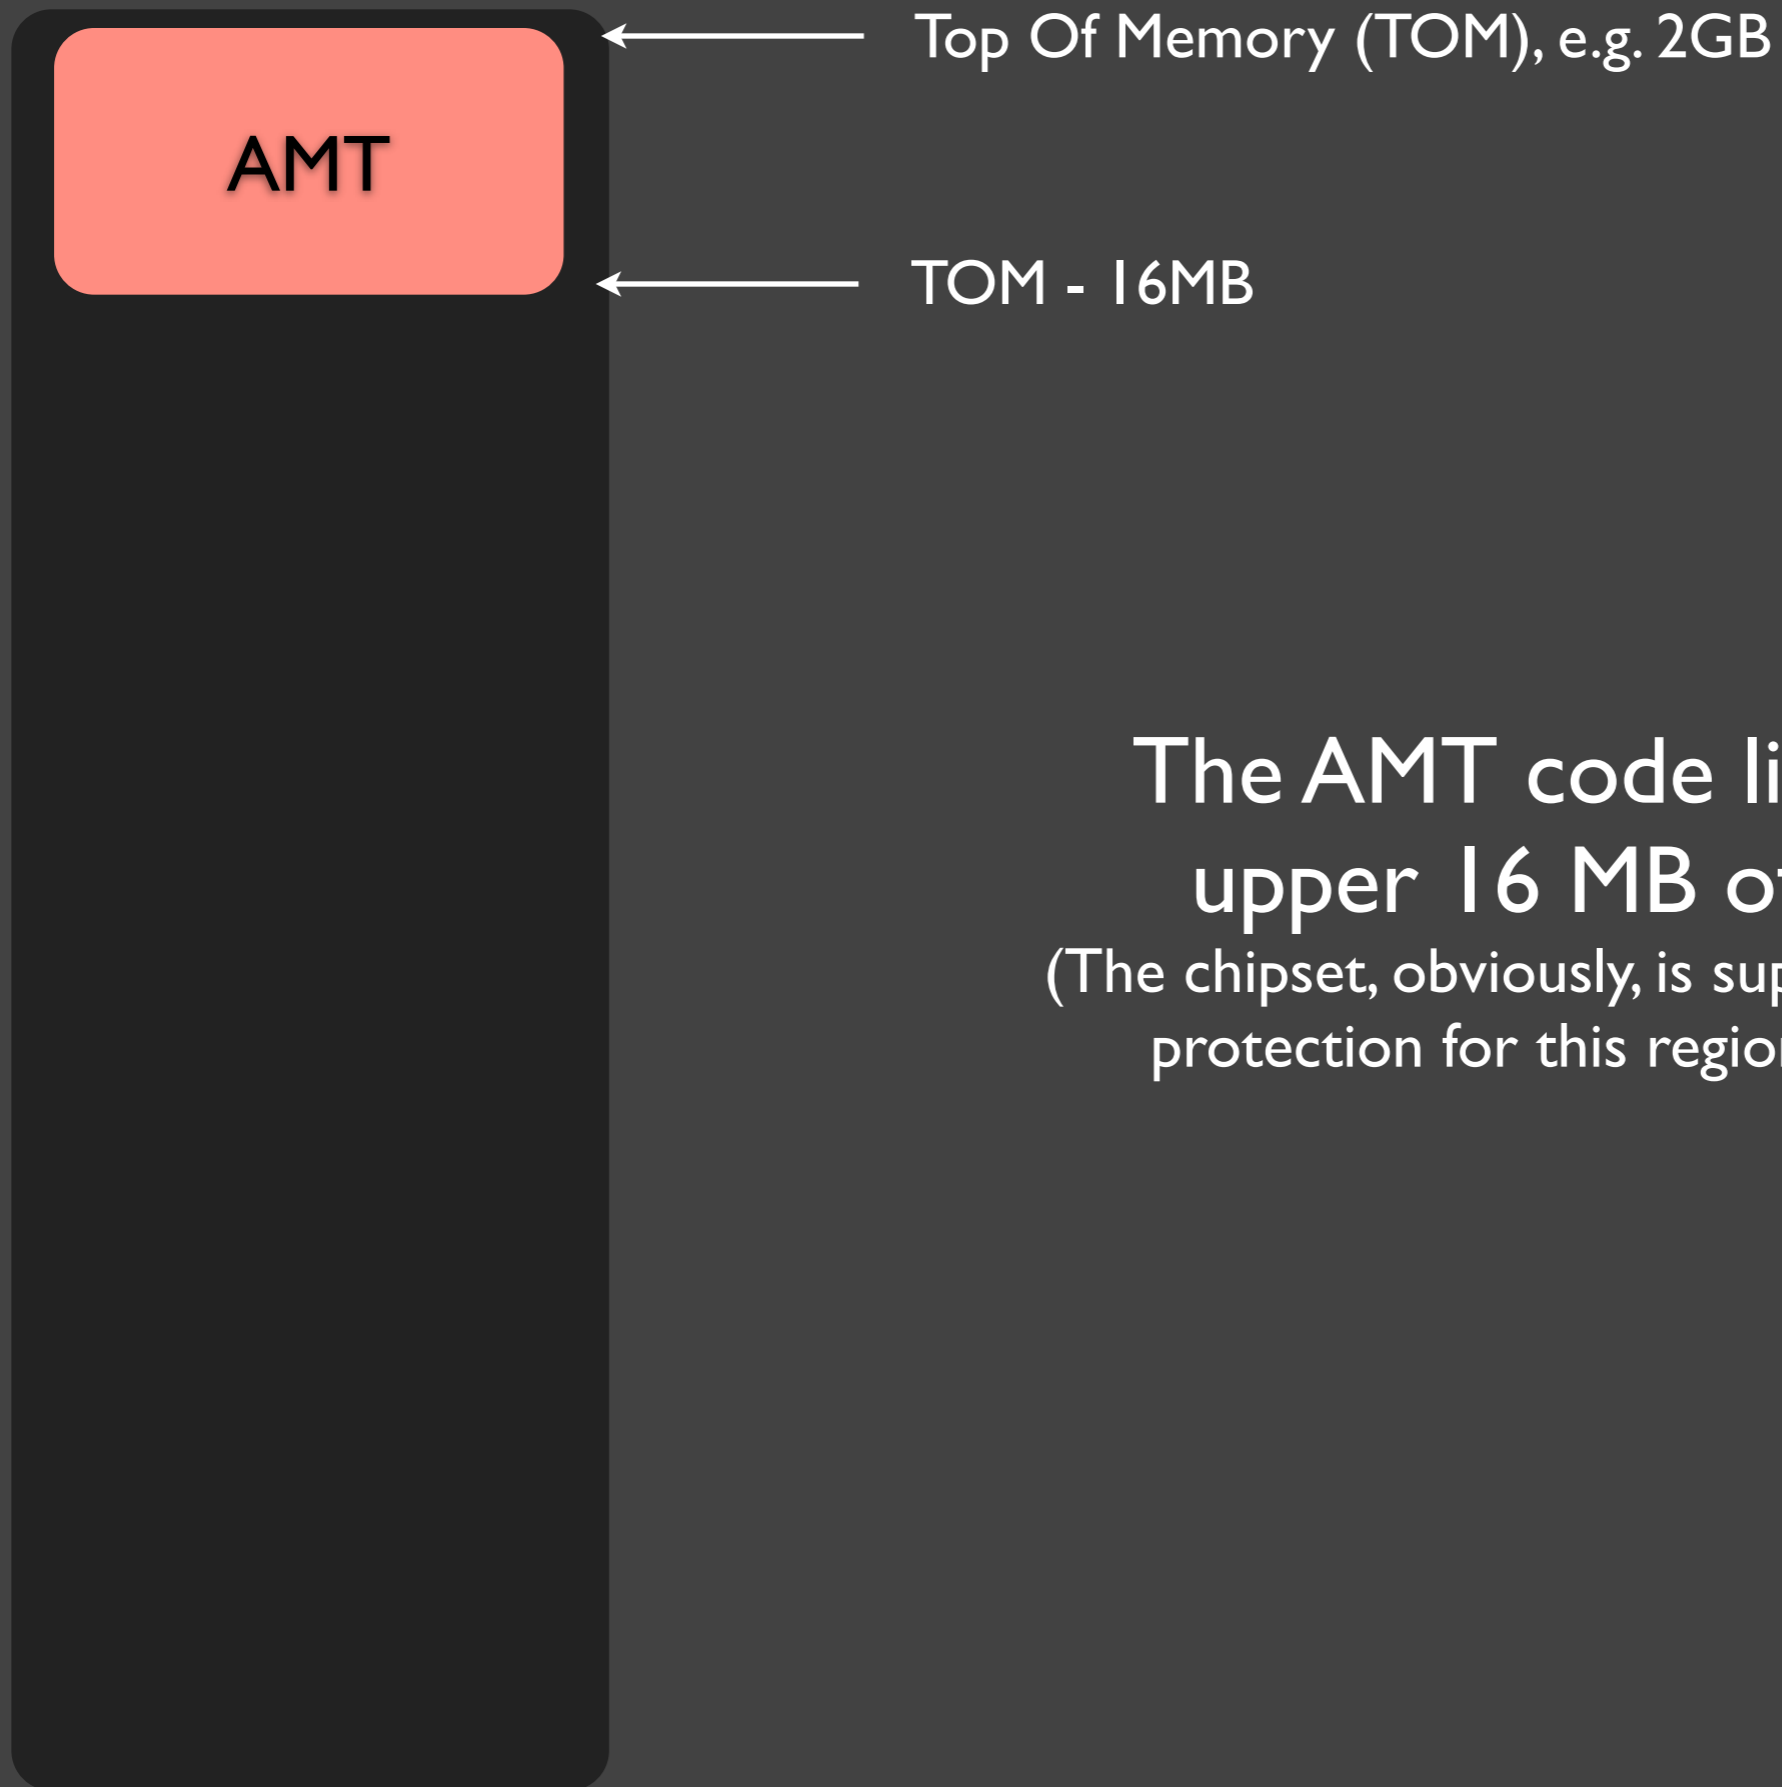 Top Of Memory (TOM), e.g. 2GB
AMT
TOM - 16MB
The AMT code
upper 16 MB
(The chipset, obviously, is
protection for this